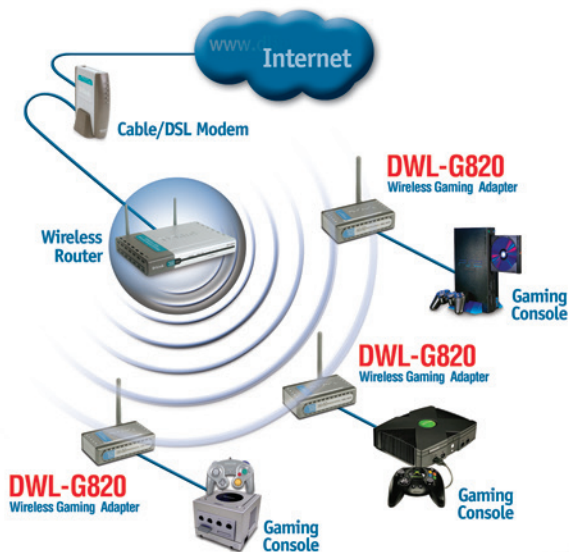 www.
Internet
Cable/DSL Modem
DWL-G820
Wireless Gaming Adapter
Wireless
Router
Gaming
Console
DWL-G820
Wireless Gaming Adapter
DWL-G820
Wireless Gaming Adapter
Gaming
Console
Gaming
Console